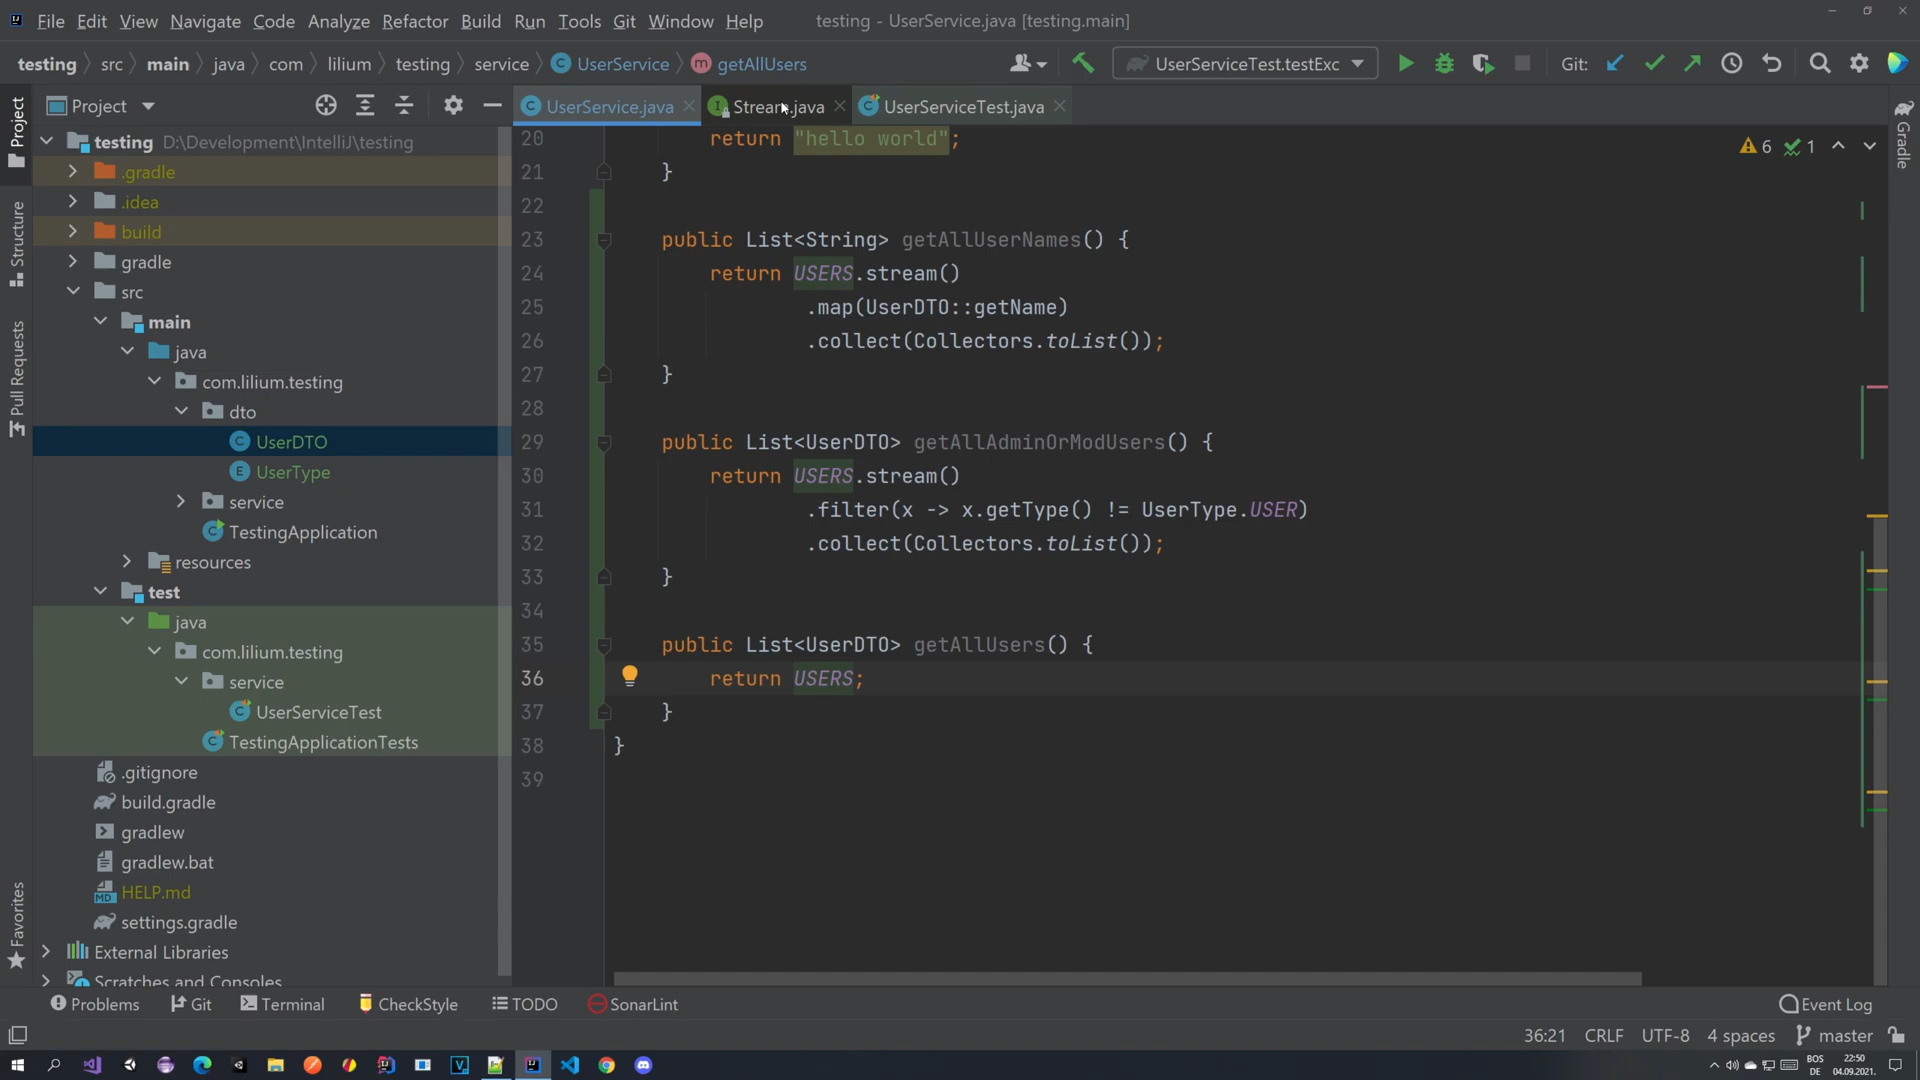 File Edit View Navigate Code Analyze Refactor Build Run Tools Git Window Help testing - UserService.java [testing.main]
testing src main java com lilium testing service UserService getAllUsers UserServiceTest.testExc Git:
Project UserService.java Stream.java UserServiceTest.java
testing D:\Development\IntelliJ\testing
.gradle
.idea
build
gradle
src
main
java
com.lilium.testing
dto
UserDTO
UserType
service
TestingApplication
resources
test
java
com.lilium.testing
service
UserServiceTest
TestingApplicationTests
.gitignore
build.gradle
gradlew
gradlew.bat
HELP.md
settings.gradle
External Libraries
Scratches and Consoles
Project
Structure
Pull Requests
Favorites
20 return "hello world";
21 }
22
23 public List<String> getAllUserNames() {
24 return USERS.stream()
25 .map(UserDTO::getName)
26 .collect(Collectors.toList());
27 }
28
29 public List<UserDTO> getAllAdminOrModUsers() {
30 return USERS.stream()
31 .filter(x -> x.getType() != UserType.USER)
32 .collect(Collectors.toList());
33 }
34
35 public List<UserDTO> getAllUsers() {
36 return USERS;
37 }
38 }
39
6 1
Gradle
Problems Git Terminal CheckStyle TODO SonarLint Event Log
36:21 CRLF UTF-8 4 spaces master
BOS 22:50
DE 04.09.2021.